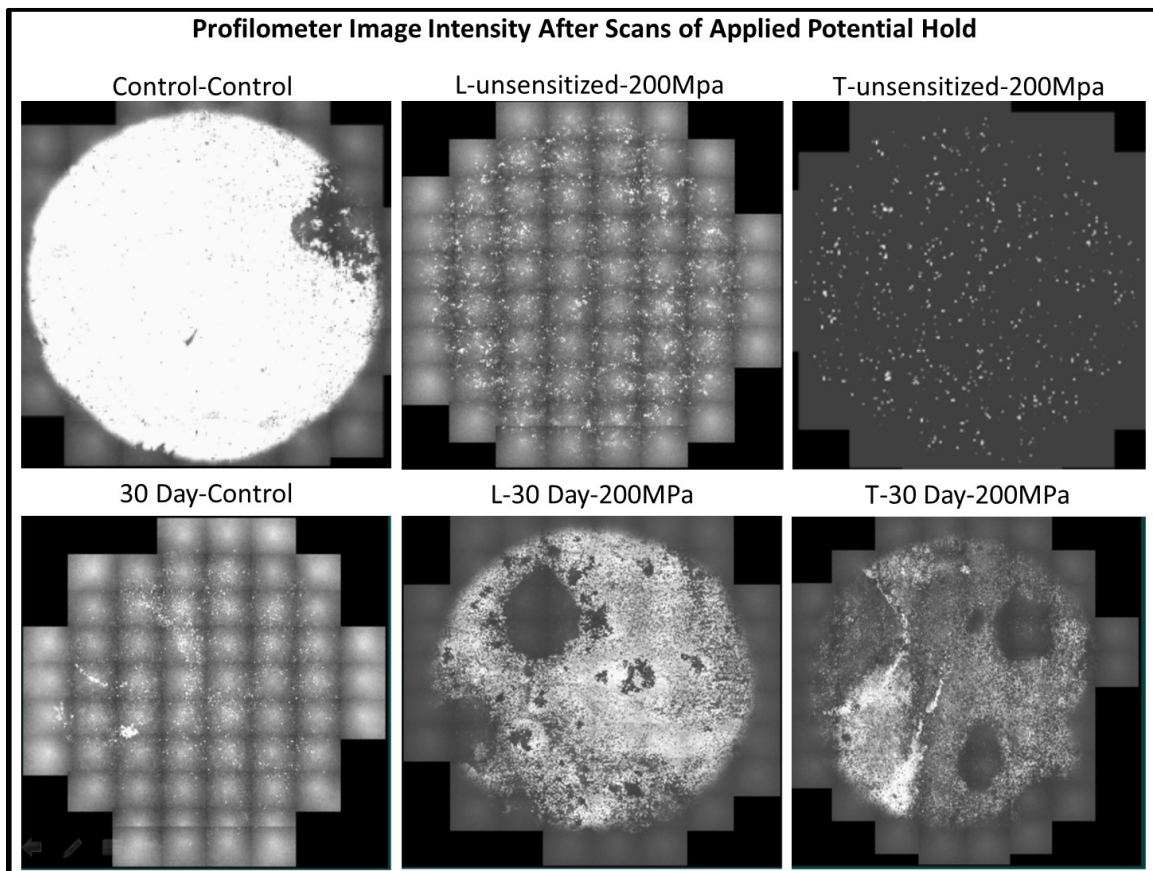 Profilometer Image Intensity After Scans of Applied Potential Hold
Control-Control
L-unsensitized-200Mpa
T-unsensitized-200Mpa
30 Day-Control
L-30 Day-200MPa
T-30 Day-200MPa